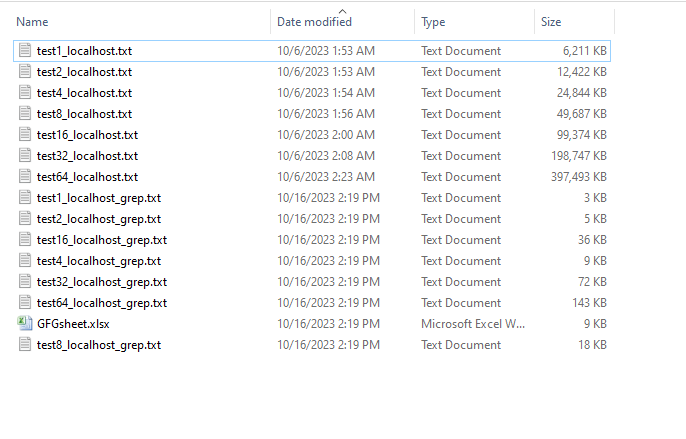 Name Date modified Type Size
test1_localhost.txt 10/6/2023 1:53 AM Text Document 6,211 KB
test2_localhost.txt 10/6/2023 1:53 AM Text Document 12,422 KB
test4_localhost.txt 10/6/2023 1:54 AM Text Document 24,844 KB
test8_localhost.txt 10/6/2023 1:56 AM Text Document 49,687 KB
test16_localhost.txt 10/6/2023 2:00 AM Text Document 99,374 KB
test32_localhost.txt 10/6/2023 2:08 AM Text Document 198,747 KB
test64_localhost.txt 10/6/2023 2:23 AM Text Document 397,493 KB
test1_localhost_grep.txt 10/16/2023 2:19 PM Text Document 3 KB
test2_localhost_grep.txt 10/16/2023 2:19 PM Text Document 5 KB
test16_localhost_grep.txt 10/16/2023 2:19 PM Text Document 36 KB
test4_localhost_grep.txt 10/16/2023 2:19 PM Text Document 9 KB
test32_localhost_grep.txt 10/16/2023 2:19 PM Text Document 72 KB
test64_localhost_grep.txt 10/16/2023 2:19 PM Text Document 143 KB
GFGsheet.xlsx 10/16/2023 2:19 PM Microsoft Excel W... 9 KB
test8_localhost_grep.txt 10/16/2023 2:19 PM Text Document 18 KB